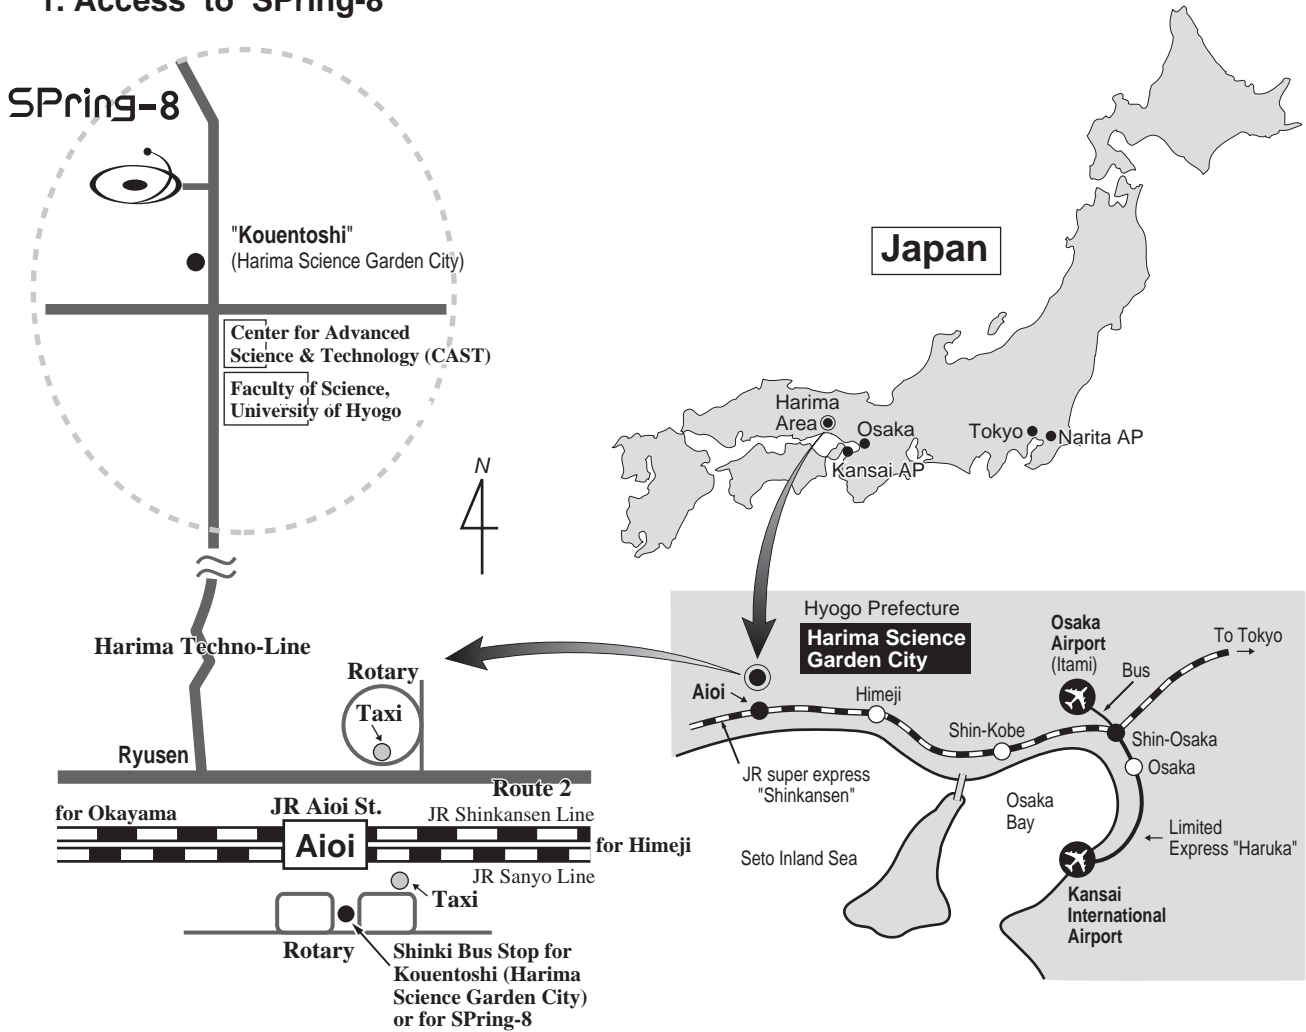 1. Access to SPring-8
SPring-8
"Kouentoshi"
(Harima Science Garden City)
Center for Advanced
Science & Technology (CAST)
Faculty of Science,
University of Hyogo
N
Harima Techno-Line
Rotary
Taxi
Ryusen
Route 2
for Okayama
JR Aioi St.
JR Shinkansen Line
Aioi
for Himeji
JR Sanyo Line
Taxi
Rotary
Shinki Bus Stop for
Kouentoshi (Harima
Science Garden City)
or for SPring-8
Japan
Harima
Area
Osaka
Kansai AP
Tokyo
Narita AP
Hyogo Prefecture
Harima Science
Garden City
Osaka
Airport
(Itami)
To Tokyo
Bus
Aioi
Himeji
Shin-Kobe
Shin-Osaka
Osaka
JR super express
"Shinkansen"
Osaka
Bay
Limited
Express "Haruka"
Seto Inland Sea
Kansai
International
Airport